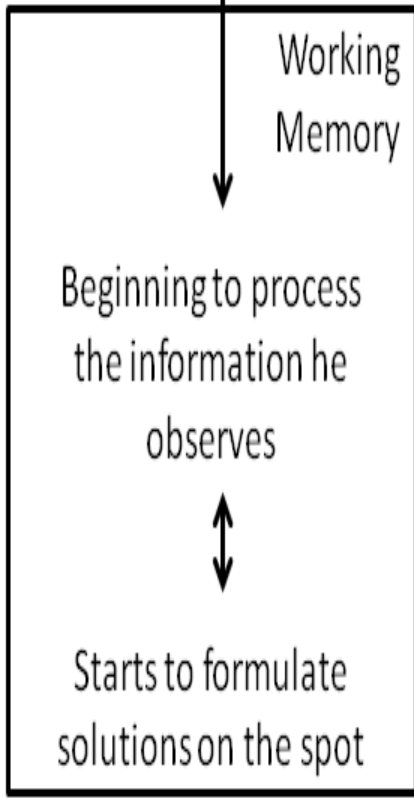 Working
Memory
Beginning to process
the information he
observes
Starts to formulate
solutions on the spot